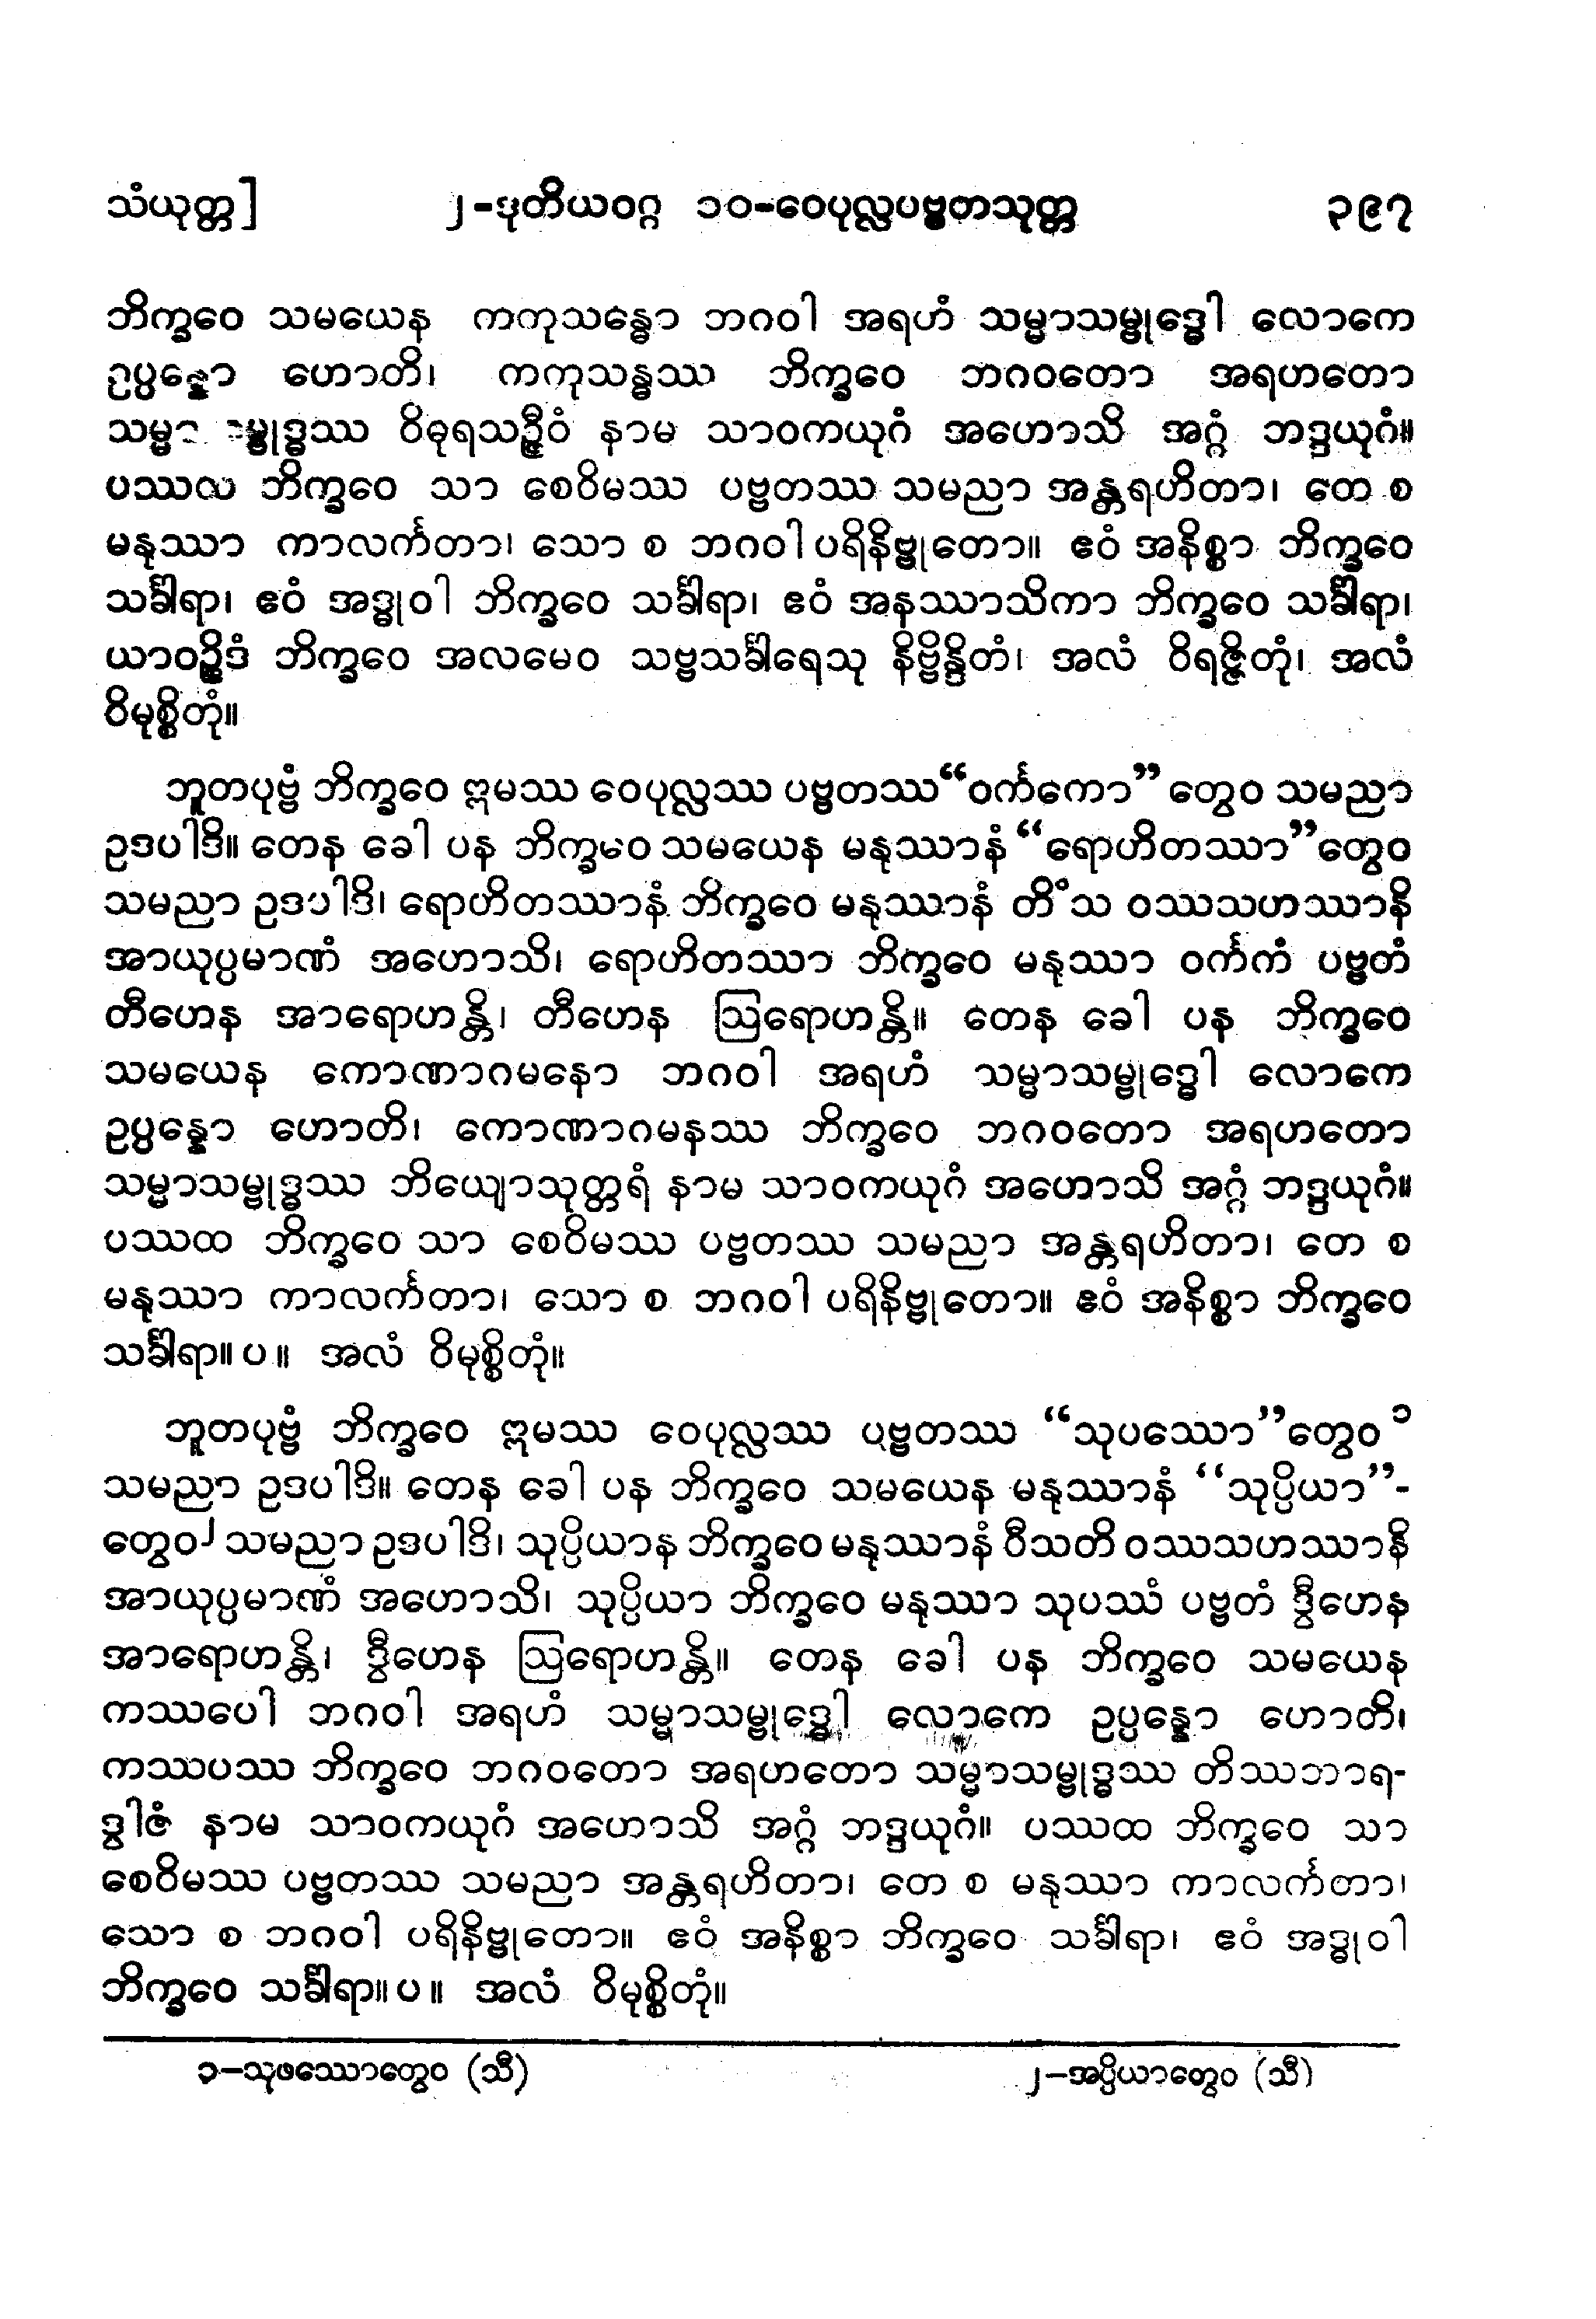 သံယုတ္တ] ၂-ဒုတိယဝဂ္ဂ ၁၀-ဝေပုလ္လပဗ္ဗတသုတ္တ ၃၉၇
ဘိက္ခဝေ သမယေန ကကုသန္ဓော ဘဂဝါ အရဟံ သမ္မာသမ္ဗုဒ္ဓေါ လောကေ
ဥပ္ပန္နော ဟောတိ၊ ကကုသန္ဓဿ ဘိက္ခဝေ ဘဂဝတော အရဟတော
သမ္မာသမ္ဗုဒ္ဓဿ ဝိဓုရသဉ္ဇီဝံ နာမ သာဝကယုဂံ အဟောသိ အဂ္ဂံ ဘဒ္ဒယုဂံ။
ပဿထ ဘိက္ခဝေ သာ စေဝိမဿ ပဗ္ဗတဿ သမညာ အန္တရဟိတာ၊ တေ စ
မနုဿာ ကာလင်္ကတာ၊ သော စ ဘဂဝါ ပရိနိဗ္ဗုတော။ ဧဝံ အနိစ္စာ ဘိက္ခဝေ
သင်္ခါရာ၊ ဧဝံ အဒ္ဓုဝါ ဘိက္ခဝေ သင်္ခါရာ၊ ဧဝံ အနဿာသိကာ ဘိက္ခဝေ သင်္ခါရာ၊
ယာဝဉ္စိဒံ ဘိက္ခဝေ အလမေဝ သဗ္ဗသင်္ခါရေသု နိဗ္ဗိန္ဒိတံ၊ အလံ ဝိရဇ္ဇိတုံ၊ အလံ
ဝိမုစ္စိတုံ။
ဘူတပုဗ္ဗံ ဘိက္ခဝေ ဣမဿ ဝေပုလ္လဿ ပဗ္ဗတဿ “ဝင်္ကကော” တွေဝ သမညာ
ဥဒပါဒိ။ တေန ခေါ ပန ဘိက္ခဝေ သမယေန မနုဿာနံ “ရောဟိတဿာ”တွေဝ
သမညာ ဥဒပါဒိ၊ ရောဟိတဿာနံ ဘိက္ခဝေ မနုဿာနံ တိံသ ဝဿသဟဿာနိ
အာယုပ္ပမာဏံ အဟောသိ၊ ရောဟိတဿာ ဘိက္ခဝေ မနုဿာ ဝင်္ကကံ ပဗ္ဗတံ
တီဟေန အာရောဟန္တိ၊ တီဟေန ဩရောဟန္တိ။ တေန ခေါ ပန ဘိက္ခဝေ
သမယေန ကောဏာဂမနော ဘဂဝါ အရဟံ သမ္မာသမ္ဗုဒ္ဓေါ လောကေ
ဥပ္ပန္နော ဟောတိ၊ ကောဏာဂမနဿ ဘိက္ခဝေ ဘဂဝတော အရဟတော
သမ္မာသမ္ဗုဒ္ဓဿ ဘိယျောသုတ္တရံ နာမ သာဝကယုဂံ အဟောသိ အဂ္ဂံ ဘဒ္ဒယုဂံ။
ပဿထ ဘိက္ခဝေ သာ စေဝိမဿ ပဗ္ဗတဿ သမညာ အန္တရဟိတာ၊ တေ စ
မနုဿာ ကာလင်္ကတာ၊ သော စ ဘဂဝါ ပရိနိဗ္ဗုတော။ ဧဝံ အနိစ္စာ ဘိက္ခဝေ
သင်္ခါရာ။ ပ ။ အလံ ဝိမုစ္စိတုံ။
ဘူတပုဗ္ဗံ ဘိက္ခဝေ ဣမဿ ဝေပုလ္လဿ ပဗ္ဗတဿ “သုပဿော”တွေဝ ၁
သမညာ ဥဒပါဒိ။ တေန ခေါ ပန ဘိက္ခဝေ သမယေန မနုဿာနံ “သုပ္ပိယာ”-
တွေဝ ၂ သမညာ ဥဒပါဒိ၊ သုပ္ပိယာန ဘိက္ခဝေ မနုဿာနံ ဝီသတိ ဝဿသဟဿာနိ
အာယုပ္ပမာဏံ အဟောသိ၊ သုပ္ပိယာ ဘိက္ခဝေ မနုဿာ သုပဿံ ပဗ္ဗတံ ဒွီဟေန
အာရောဟန္တိ၊ ဒွီဟေန ဩရောဟန္တိ။ တေန ခေါ ပန ဘိက္ခဝေ သမယေန
ကဿပေါ ဘဂဝါ အရဟံ သမ္မာသမ္ဗုဒ္ဓေါ လောကေ ဥပ္ပန္နော ဟောတိ၊
ကဿပဿ ဘိက္ခဝေ ဘဂဝတော အရဟတော သမ္မာသမ္ဗုဒ္ဓဿ တိဿဘာရ-
ဒွါဇံ နာမ သာဝကယုဂံ အဟောသိ အဂ္ဂံ ဘဒ္ဒယုဂံ။ ပဿထ ဘိက္ခဝေ သာ
စေဝိမဿ ပဗ္ဗတဿ သမညာ အန္တရဟိတာ၊ တေ စ မနုဿာ ကာလင်္ကတာ၊
သော စ ဘဂဝါ ပရိနိဗ္ဗုတော။ ဧဝံ အနိစ္စာ ဘိက္ခဝေ သင်္ခါရာ၊ ဧဝံ အဒ္ဓုဝါ
ဘိက္ခဝေ သင်္ခါရာ။ ပ ။ အလံ ဝိမုစ္စိတုံ။
၁-သုဖဿောတွေဝ (သီ) ၂-အပ္ပိယာတွေဝ (သီ)